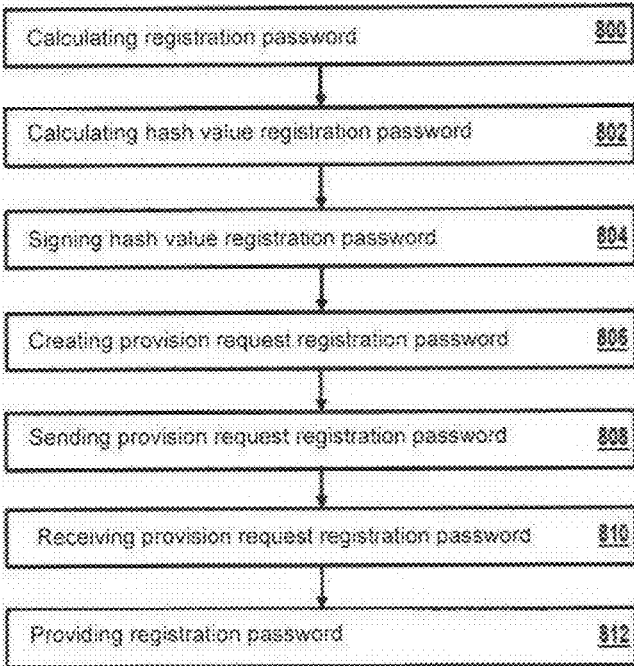 Calculating registration password 800
Calculating hash value registration password 802
Signing hash value registration password 804
Creating provision request registration password 806
Sending provision request registration password 808
Receiving provision request registration password 810
Providing registration password 812